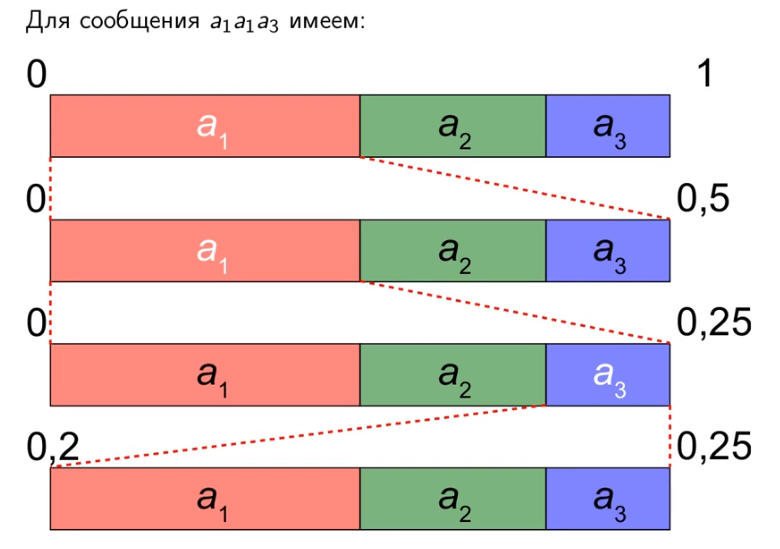 Для сообщения a₁a₁a₃ имеем:
0 1
a₁ a₂ a₃
0 0,5
a₁ a₂ a₃
0 0,25
a₁ a₂ a₃
0,2 0,25
a₁ a₂ a₃